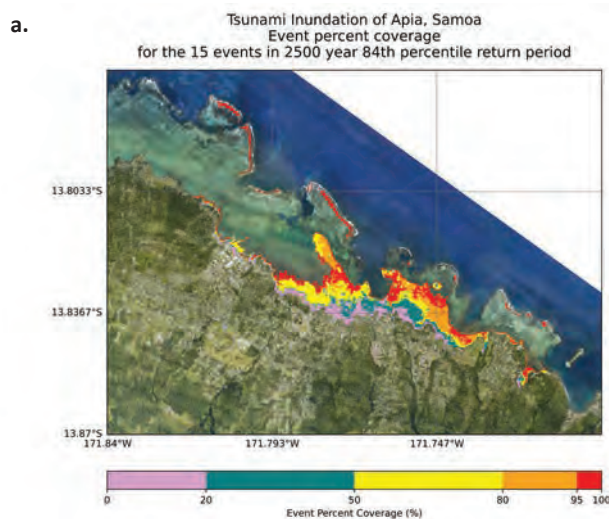 a.
Tsunami Inundation of Apia, Samoa
Event percent coverage
for the 15 events in 2500 year 84th percentile return period
13.8033°S
13.8367°S
13.87°S
171.84°W
171.793°W
171.747°W
0
20
50
80
95
100
Event Percent Coverage (%)